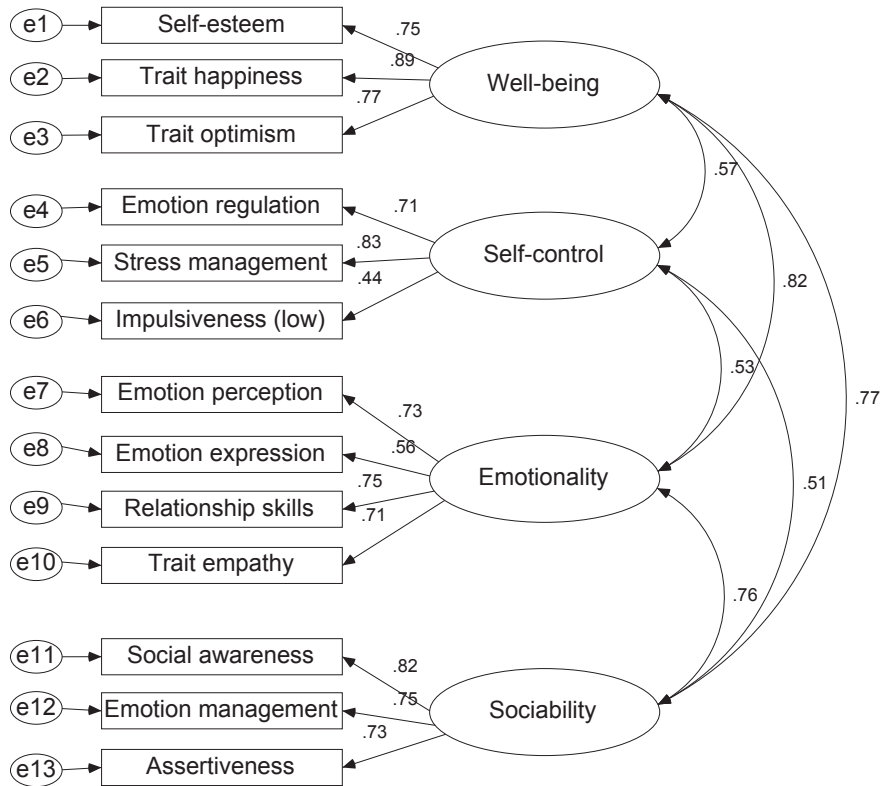 e1
Self-esteem
.75
e2
Trait happiness
.89
Well-being
e3
Trait optimism
.77
.57
e4
Emotion regulation
.71
e5
Stress management
.83
Self-control
e6
Impulsiveness (low)
.44
.82
.53
.77
e7
Emotion perception
.73
e8
Emotion expression
.56
Emotionality
e9
Relationship skills
.75
.51
e10
Trait empathy
.71
.76
e11
Social awareness
.82
e12
Emotion management
.75
Sociability
e13
Assertiveness
.73